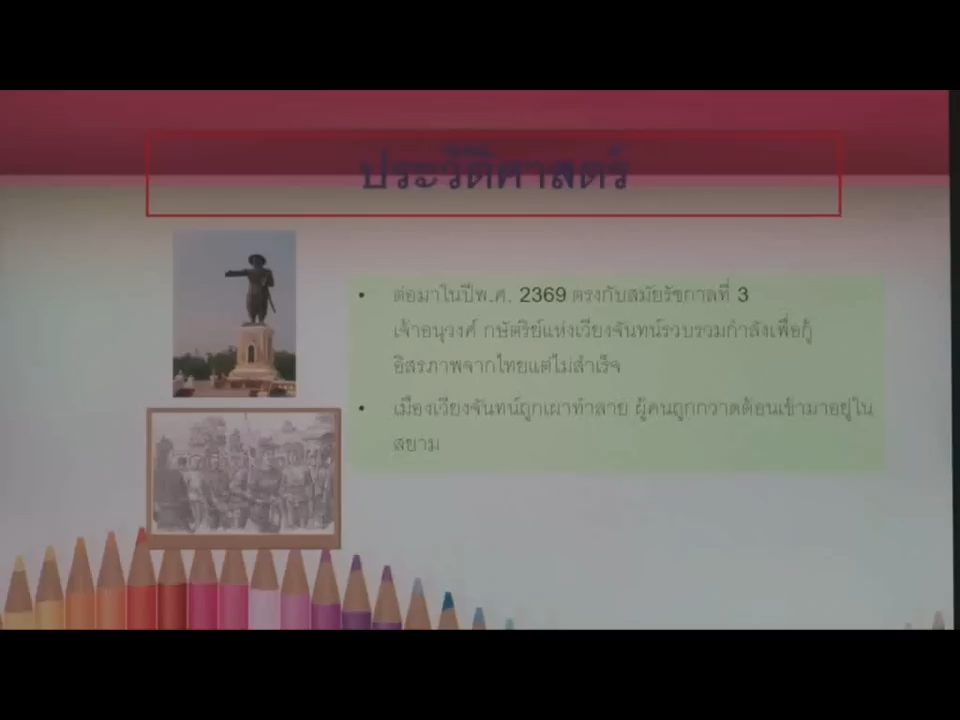 ประวัติศาสตร์
• ต่อมาในปีพ.ศ. 2369 ตรงกับสมัยรัชกาลที่ 3
เจ้าอนุวงศ์ กษัตริย์แห่งเวียงจันทน์รวบรวมกำลังเพื่อกู้
อิสรภาพจากไทยแต่ไม่สำเร็จ
• เมืองเวียงจันทน์ถูกเผาทำลาย ผู้คนถูกกวาดต้อนเข้ามาอยู่ใน
สยาม